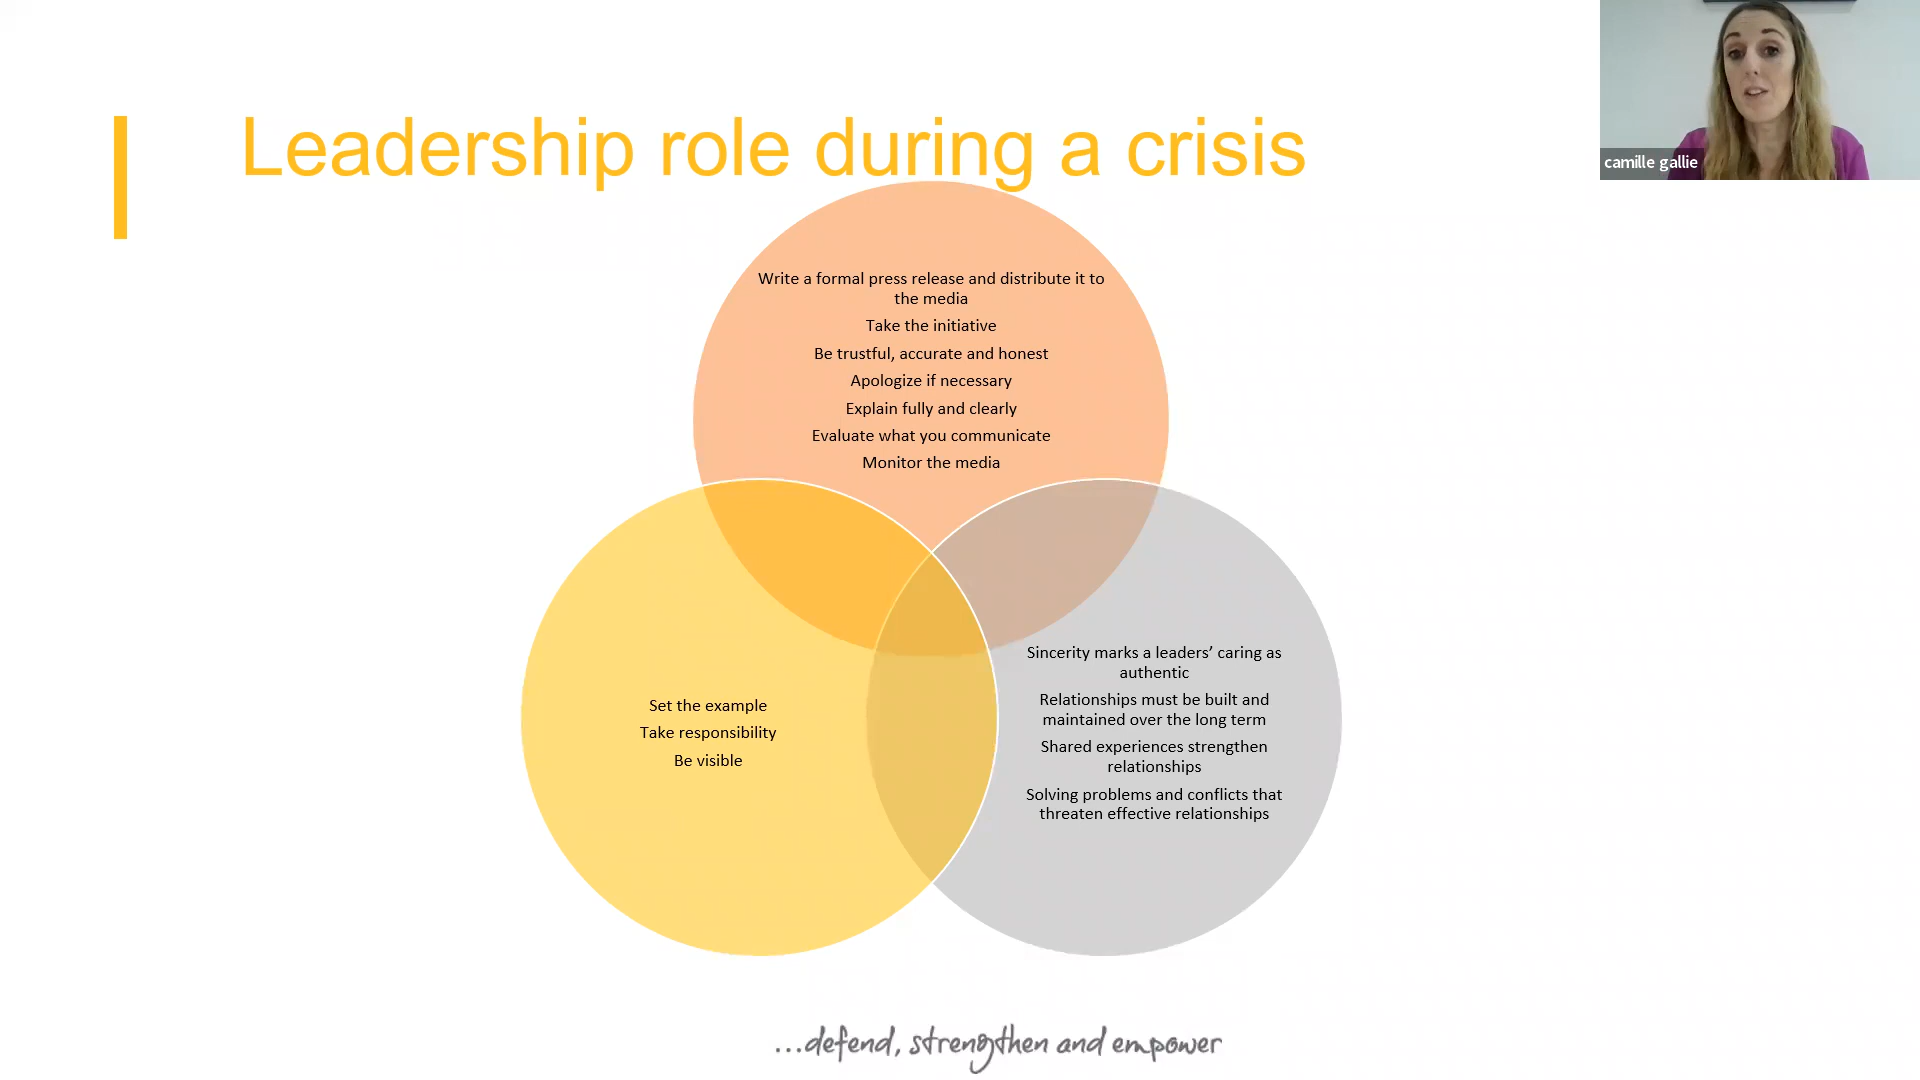 Leadership role during a crisis
camille gallie
Write a formal press release and distribute it to
the media
Take the initiative
Be trustful, accurate and honest
Apologize if necessary
Explain fully and clearly
Evaluate what you communicate
Monitor the media
Set the example
Take responsibility
Be visible
Sincerity marks a leaders’ caring as
authentic
Relationships must be built and
maintained over the long term
Shared experiences strengthen
relationships
Solving problems and conflicts that
threaten effective relationships
...defend, strengthen and empower